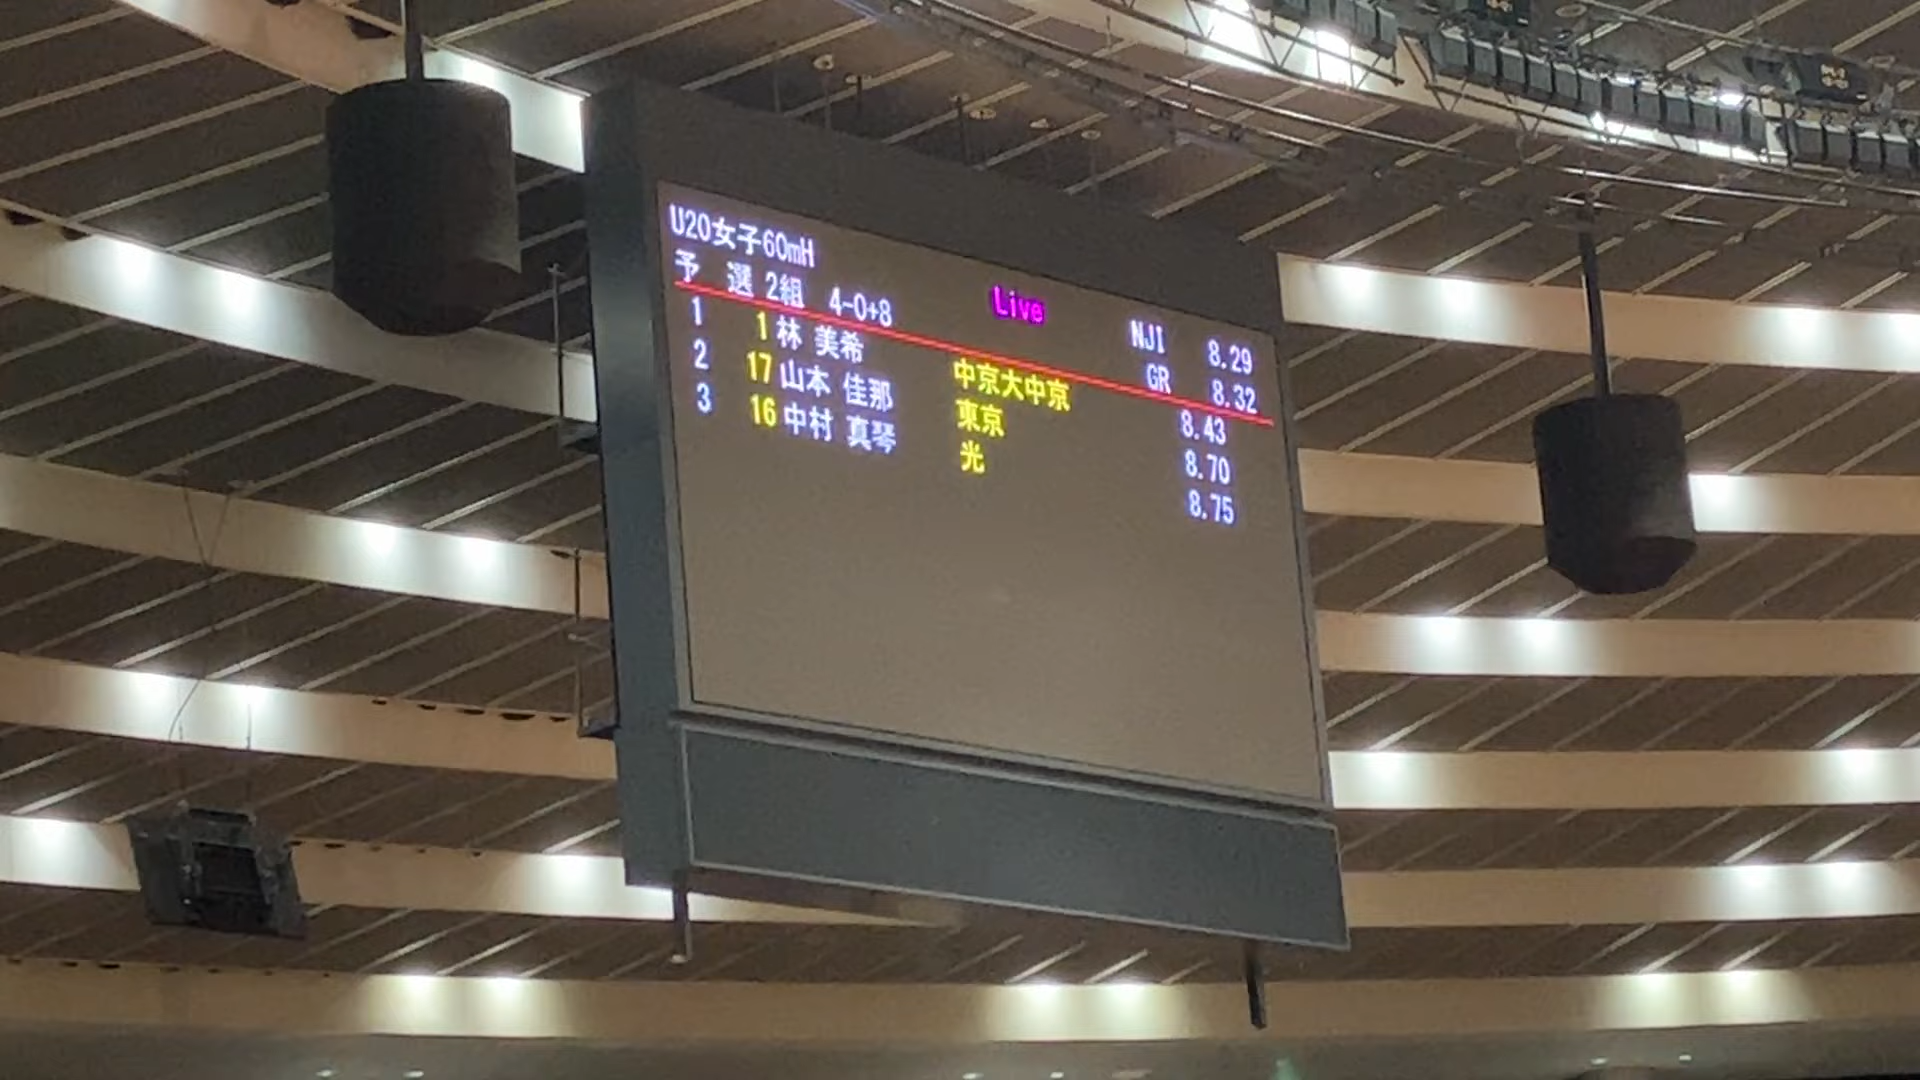 U20女子60mH
予 選 2組 4-0+8 Live NJI 8.29
GR 8.32
1 1 林 美希 中京大中京 8.43
2 17 山本 佳那 東京 8.70
3 16 中村 真琴 光 8.75